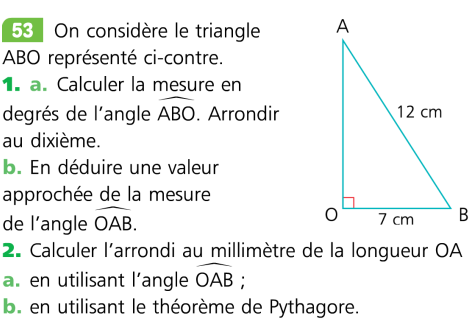 53 On considère le triangle
ABO représenté ci-contre.
1. a. Calculer la mesure en
degrés de l'angle ABO. Arrondir
au dixième.
b. En déduire une valeur
approchée de la mesure
de l'angle OAB.
2. Calculer l'arrondi au millimètre de la longueur OA
a. en utilisant l'angle OAB ;
b. en utilisant le théorème de Pythagore.
A
12 cm
O
7 cm
B